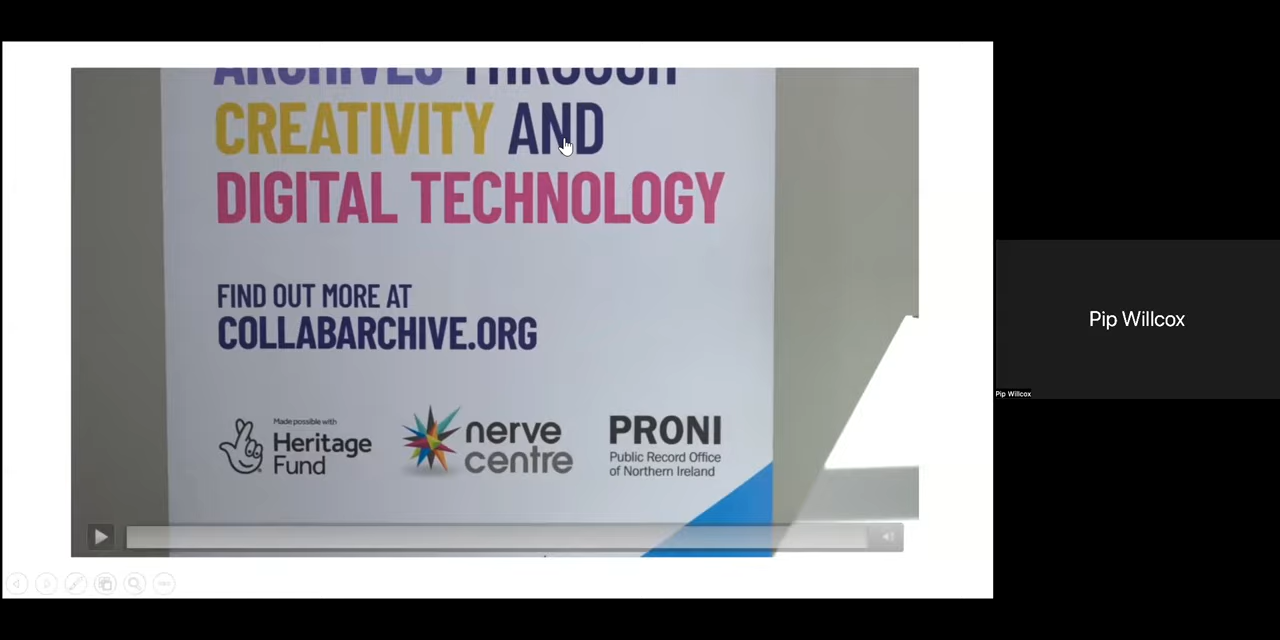 ARCHIVES THROUGH
CREATIVITY AND
DIGITAL TECHNOLOGY
FIND OUT MORE AT
COLLABARCHIVE.ORG
Made possible with
Heritage
Fund
nerve
centre
PRONI
Public Record Office
of Northern Ireland
Pip Willcox
Pip Willcox